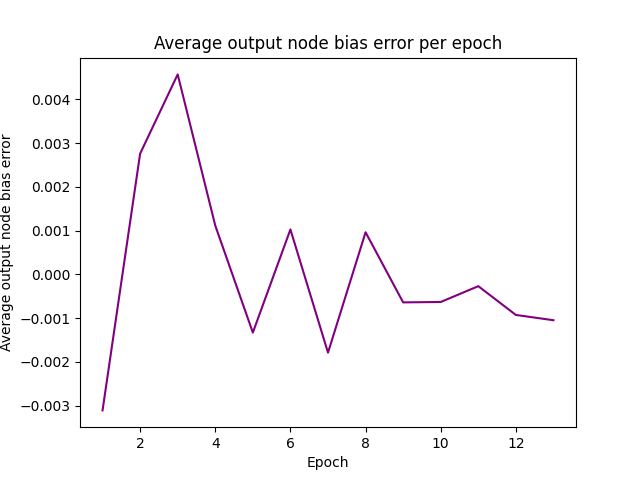 Average output node bias error per epoch
Average output node bias error
0.004
0.003
0.002
0.001
0.000
−0.001
−0.002
−0.003
2 4 6 8 10 12
Epoch